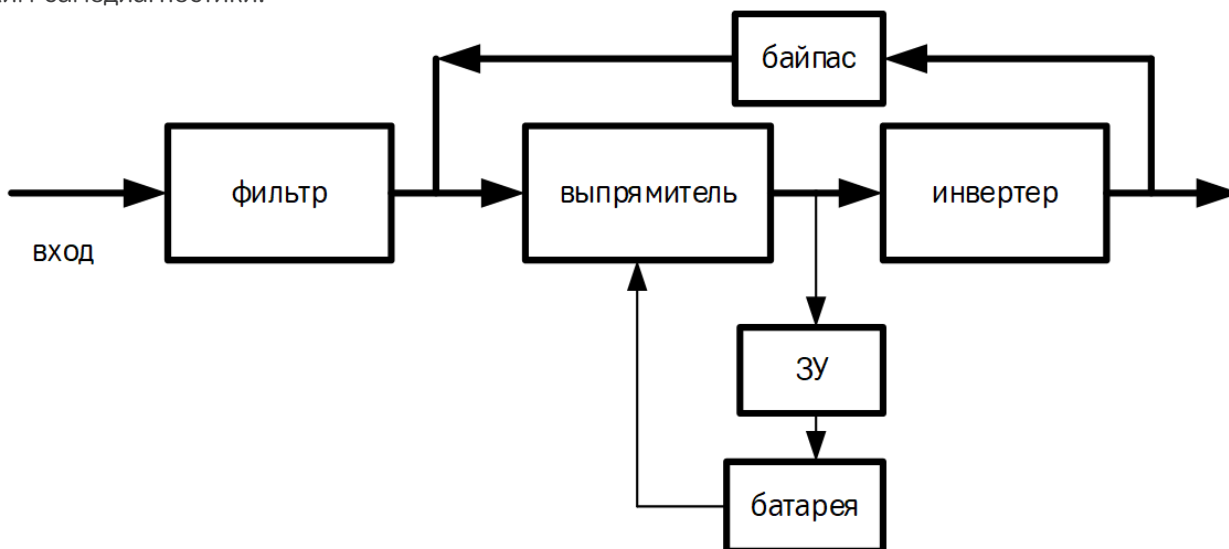 байпас
фильтр
выпрямитель
инвертер
вход
ЗУ
батарея